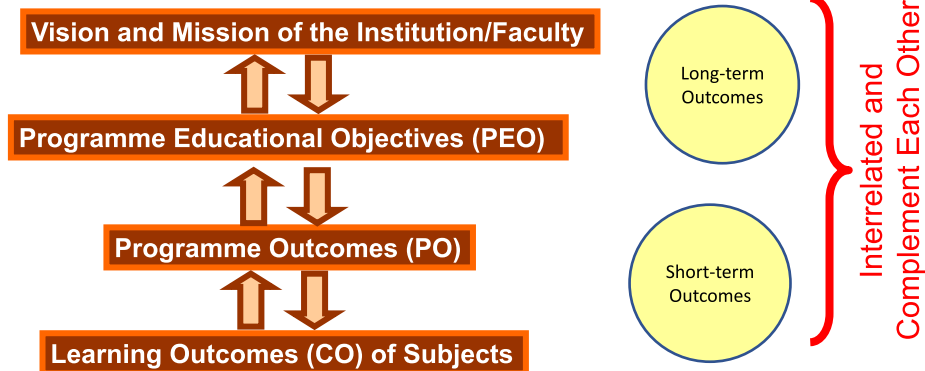 Vision and Mission of the Institution/Faculty
Programme Educational Objectives (PEO)
Programme Outcomes (PO)
Learning Outcomes (CO) of Subjects
Long-term
Outcomes
Short-term
Outcomes
Interrelated and
Complement Each Other